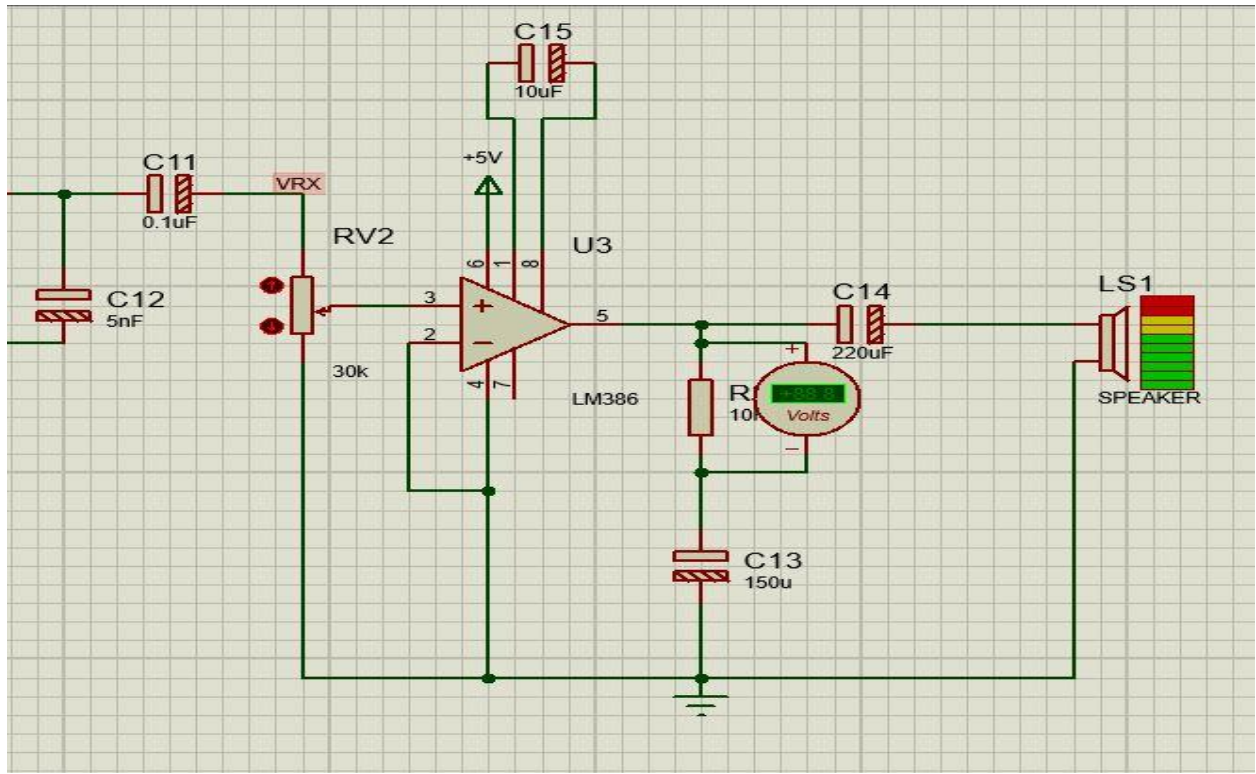 C15
10uF
+5V
C11
0.1uF
VRX
RV2
30k
C12
5nF
6
1
8
3
2
4
7
5
U3
LM386
C14
220uF
LS1
SPEAKER
+
Volts
C13
150u